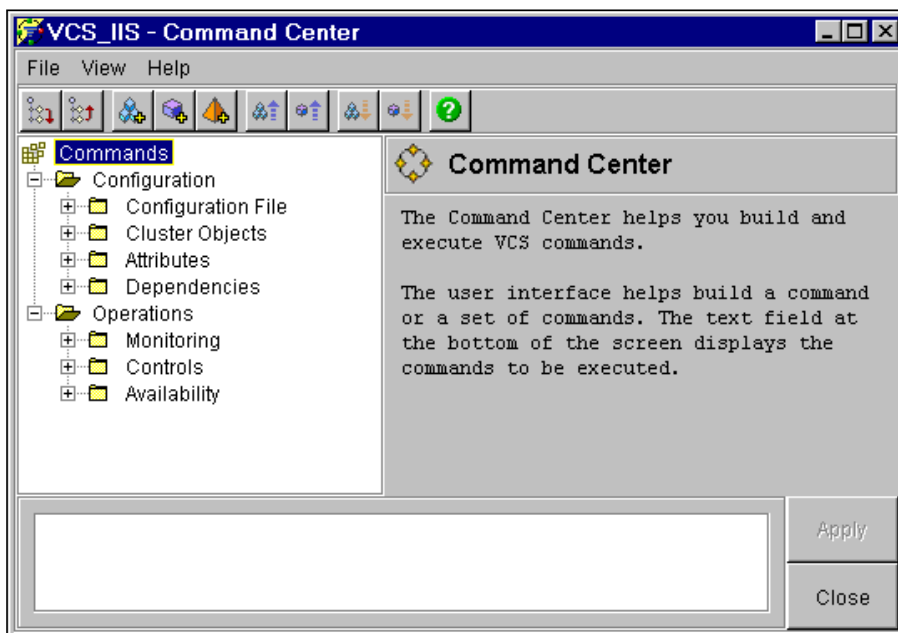 VCS_IIS - Command Center
File View Help
Commands
Configuration
Configuration File
Cluster Objects
Attributes
Dependencies
Operations
Monitoring
Controls
Availability
Command Center
The Command Center helps you build and
execute VCS commands.
The user interface helps build a command
or a set of commands. The text field at
the bottom of the screen displays the
commands to be executed.
Apply
Close